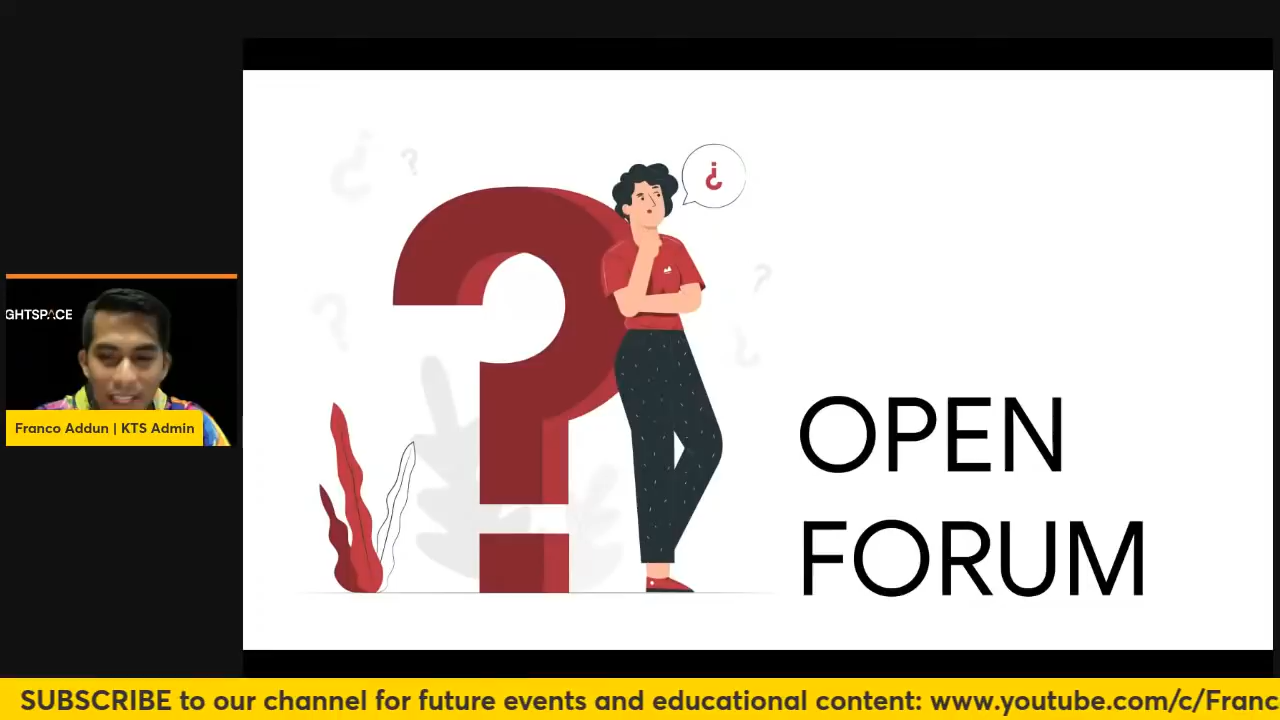 GHTSPACE
Franco Addun | KTS Admin
OPEN
FORUM
SUBSCRIBE to our channel for future events and educational content: www.youtube.com/c/Franc